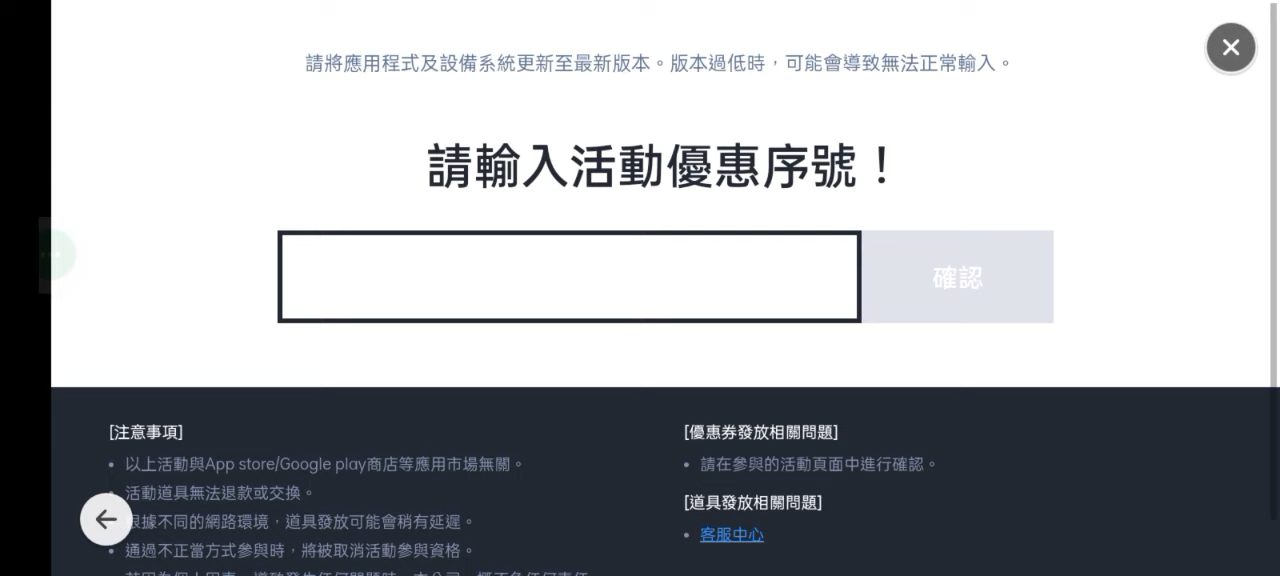 請將應用程式及設備系統更新至最新版本。版本過低時，可能會導致無法正常輸入。
請輸入活動優惠序號！
確認
[注意事項]
• 以上活動與App store/Google play商店等應用市場無關。
• 活動道具無法退款或交換。
根據不同的網路環境，道具發放可能會稍有延遲。
• 通過不正當方式參與時，將被取消活動參與資格。
[優惠券發放相關問題]
• 請在參與的活動頁面中進行確認。
[道具發放相關問題]
• 客服中心